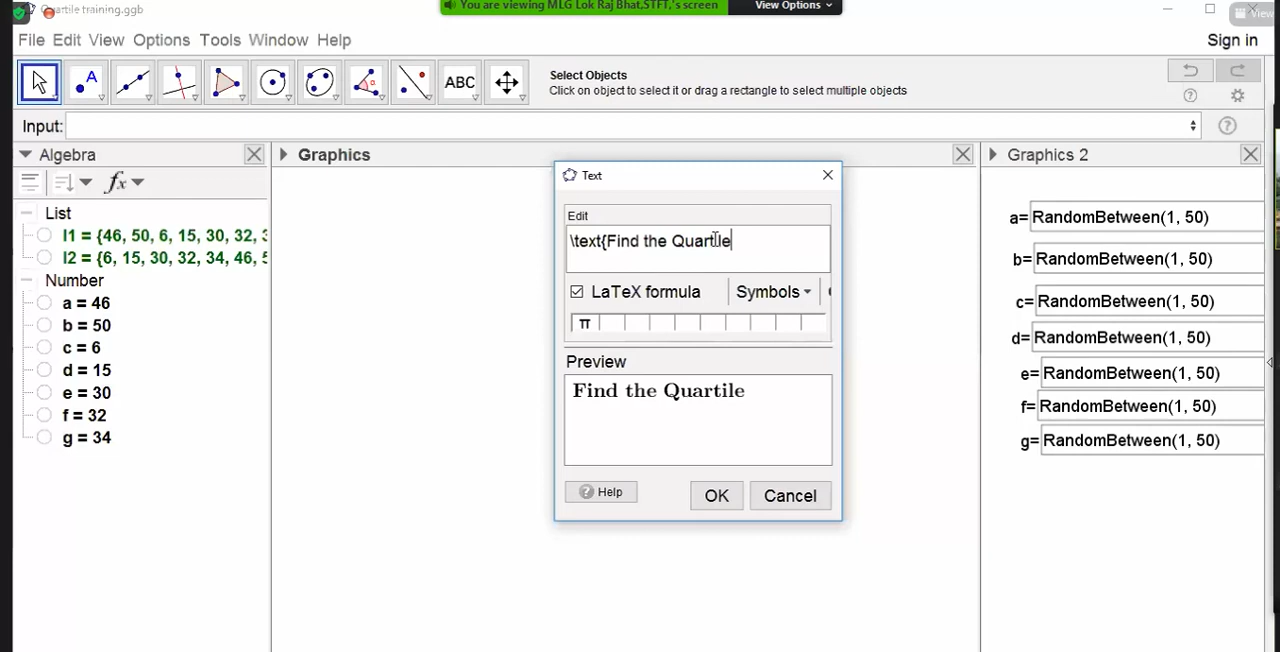 Quartile training.ggb
You are viewing MLG Lok Raj Bhat,STFT,'s screen
View Options
View
File Edit View Options Tools Window Help
Sign in
A
ABC
Select Objects
Click on object to select it or drag a rectangle to select multiple objects
Input:
Algebra
Graphics
Graphics 2
fx
List
l1 = {46, 50, 6, 15, 30, 32, 3
l2 = {6, 15, 30, 32, 34, 46, 5
Number
a = 46
b = 50
c = 6
d = 15
e = 30
f = 32
g = 34
Text
Edit
\text{Find the Quartile
LaTeX formula
Symbols
π
Preview
Find the Quartile
Help
OK
Cancel
a= RandomBetween(1, 50)
b= RandomBetween(1, 50)
c= RandomBetween(1, 50)
d= RandomBetween(1, 50)
e= RandomBetween(1, 50)
f= RandomBetween(1, 50)
g= RandomBetween(1, 50)